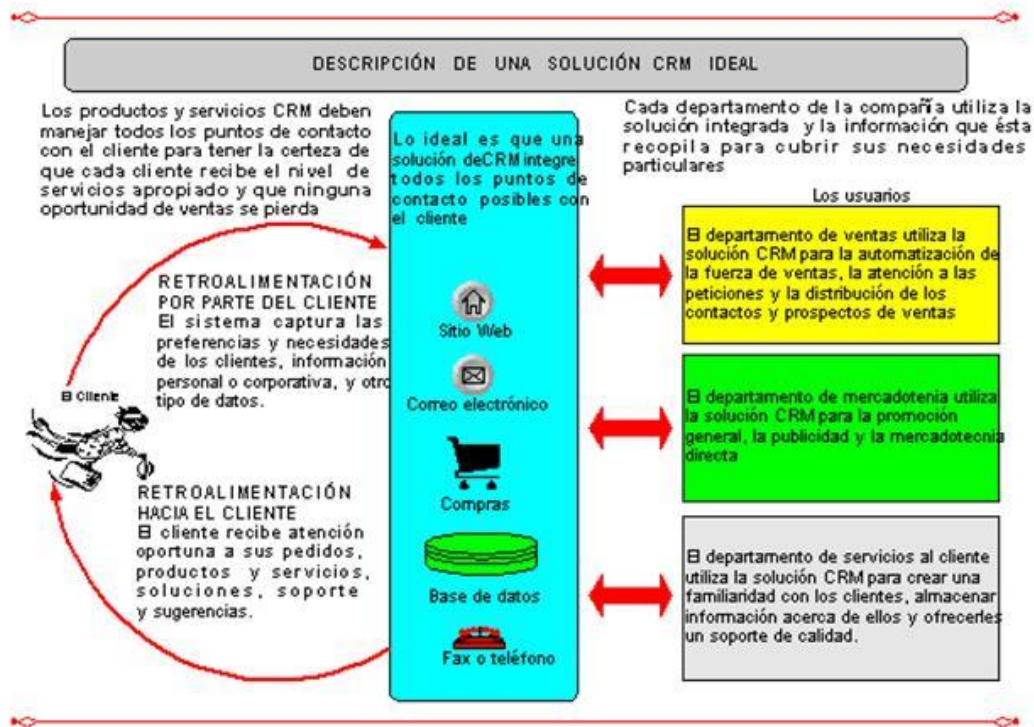 DESCRIPCIÓN DE UNA SOLUCIÓN CRM IDEAL
Los productos y servicios CRM deben
manejar todos los puntos de contacto
con el cliente para tener la certeza de
que cada cliente recibe el nivel de
servicios apropiado y que ninguna
oportunidad de ventas se pierda
Lo ideal es que una
solución deCRM integre
todos los puntos de
contacto posibles con
el cliente
Cada departamento de la compañía utiliza la
solución integrada y la información que ésta
recopila para cubrir sus necesidades
particulares
Los usuarios
RETROALIMENTACIÓN
POR PARTE DEL CLIENTE
El sistema captura las
preferencias y necesidades
de los clientes, información
personal o corporativa, y otro
tipo de datos.
El Cliente
RETROALIMENTACIÓN
HACIA EL CLIENTE
El cliente recibe atención
oportuna a sus pedidos,
productos y servicios,
soluciones, soporte
y sugerencias.
Sitio Web
Correo electrónico
Compras
Base de datos
Fax o teléfono
El departamento de ventas utiliza la
solución CRM para la automatización de
la fuerza de ventas, la atención a las
peticiones y la distribución de los
contactos y prospectos de ventas
El departamento de mercadotenia utiliza
la solución CRM para la promoción
general, la publicidad y la mercadotecnia
directa
El departamento de servicios al cliente
utiliza la solución CRM para crear una
familiaridad con los clientes, almacenar
información acerca de ellos y ofrecerles
un soporte de calidad.